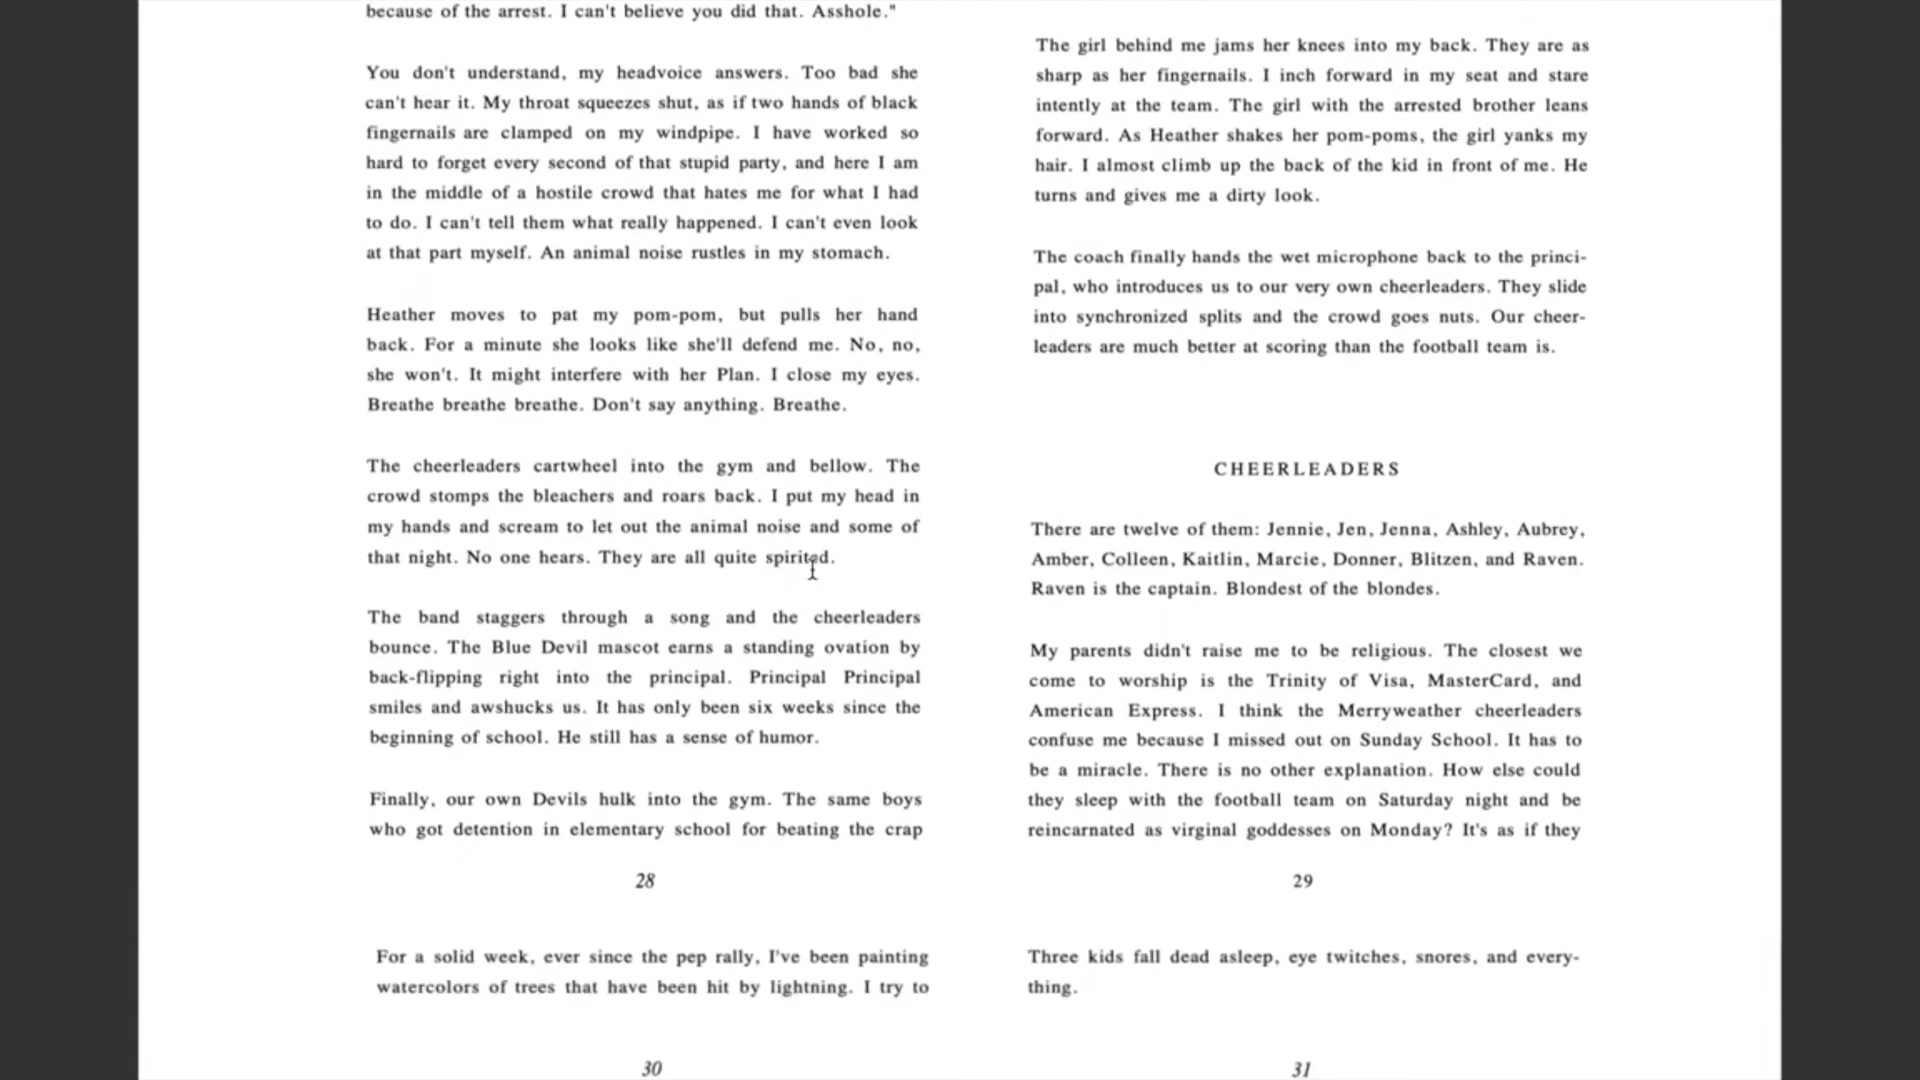 because of the arrest. I can't believe you did that. Asshole."
You don't understand, my headvoice answers. Too bad she
can't hear it. My throat squeezes shut, as if two hands of black
fingernails are clamped on my windpipe. I have worked so
hard to forget every second of that stupid party, and here I am
in the middle of a hostile crowd that hates me for what I had
to do. I can't tell them what really happened. I can't even look
at that part myself. An animal noise rustles in my stomach.
Heather moves to pat my pom-pom, but pulls her hand
back. For a minute she looks like she'll defend me. No, no,
she won't. It might interfere with her Plan. I close my eyes.
Breathe breathe breathe. Don't say anything. Breathe.
The cheerleaders cartwheel into the gym and bellow. The
crowd stomps the bleachers and roars back. I put my head in
my hands and scream to let out the animal noise and some of
that night. No one hears. They are all quite spirited.
The band staggers through a song and the cheerleaders
bounce. The Blue Devil mascot earns a standing ovation by
back-flipping right into the principal. Principal Principal
smiles and awshucks us. It has only been six weeks since the
beginning of school. He still has a sense of humor.
Finally, our own Devils hulk into the gym. The same boys
who got detention in elementary school for beating the crap
28
The girl behind me jams her knees into my back. They are as
sharp as her fingernails. I inch forward in my seat and stare
intently at the team. The girl with the arrested brother leans
forward. As Heather shakes her pom-poms, the girl yanks my
hair. I almost climb up the back of the kid in front of me. He
turns and gives me a dirty look.
The coach finally hands the wet microphone back to the princi-
pal, who introduces us to our very own cheerleaders. They slide
into synchronized splits and the crowd goes nuts. Our cheer-
leaders are much better at scoring than the football team is.
CHEERLEADERS
There are twelve of them: Jennie, Jen, Jenna, Ashley, Aubrey,
Amber, Colleen, Kaitlin, Marcie, Donner, Blitzen, and Raven.
Raven is the captain. Blondest of the blondes.
My parents didn't raise me to be religious. The closest we
come to worship is the Trinity of Visa, MasterCard, and
American Express. I think the Merryweather cheerleaders
confuse me because I missed out on Sunday School. It has to
be a miracle. There is no other explanation. How else could
they sleep with the football team on Saturday night and be
reincarnated as virginal goddesses on Monday? It's as if they
29
For a solid week, ever since the pep rally, I've been painting
watercolors of trees that have been hit by lightning. I try to
30
Three kids fall dead asleep, eye twitches, snores, and every-
thing.
31